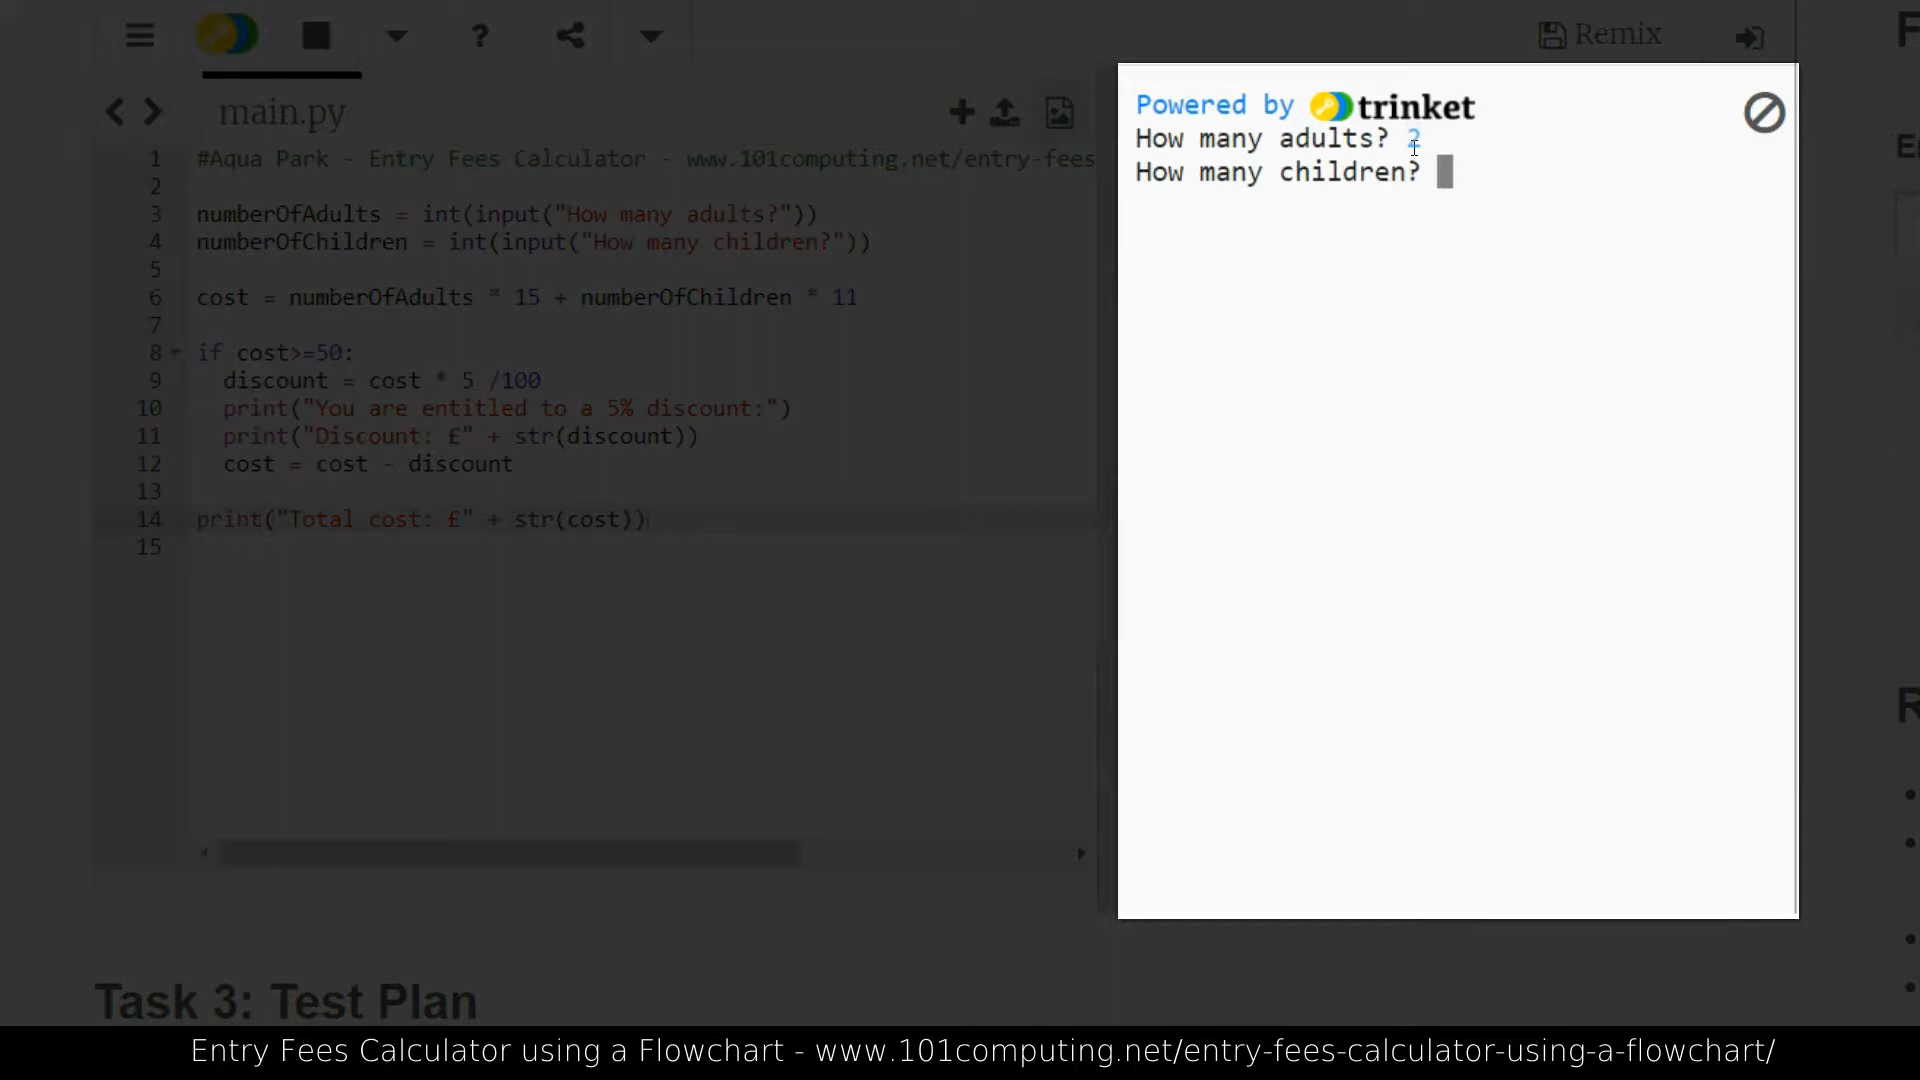 Remix
main.py
1 #Aqua Park - Entry Fees Calculator - www.101computing.net/entry-fees
2
3 numberOfAdults = int(input("How many adults?"))
4 numberOfChildren = int(input("How many children?"))
5
6 cost = numberOfAdults * 15 + numberOfChildren * 11
7
8 if cost>=50:
9 discount = cost * 5 /100
10 print("You are entitled to a 5% discount:")
11 print("Discount: £" + str(discount))
12 cost = cost - discount
13
14 print("Total cost: £" + str(cost))
15
Powered by trinket
How many adults? 2
How many children?
Task 3: Test Plan
Entry Fees Calculator using a Flowchart - www.101computing.net/entry-fees-calculator-using-a-flowchart/